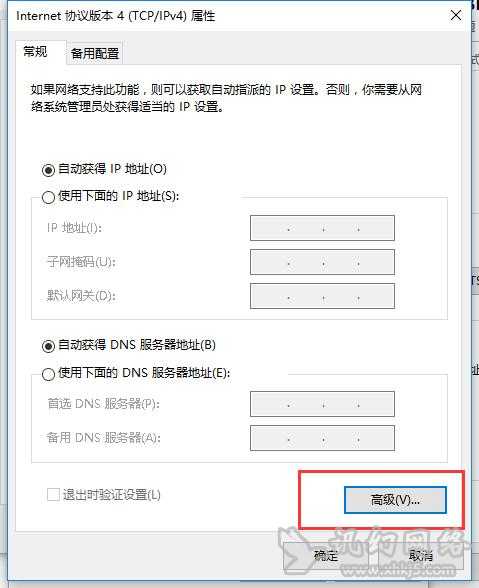 Internet 协议版本 4 (TCP/IPv4) 属性
常规 备用配置
如果网络支持此功能，则可以获取自动指派的 IP 设置。否则，你需要从网
络系统管理员处获得适当的 IP 设置。
自动获得 IP 地址(O)
使用下面的 IP 地址(S):
IP 地址(I):
子网掩码(U):
默认网关(D):
自动获得 DNS 服务器地址(B)
使用下面的 DNS 服务器地址(E):
首选 DNS 服务器(P):
备用 DNS 服务器(A):
退出时验证设置(L)
高级(V)...
确定 取消
机幻网络